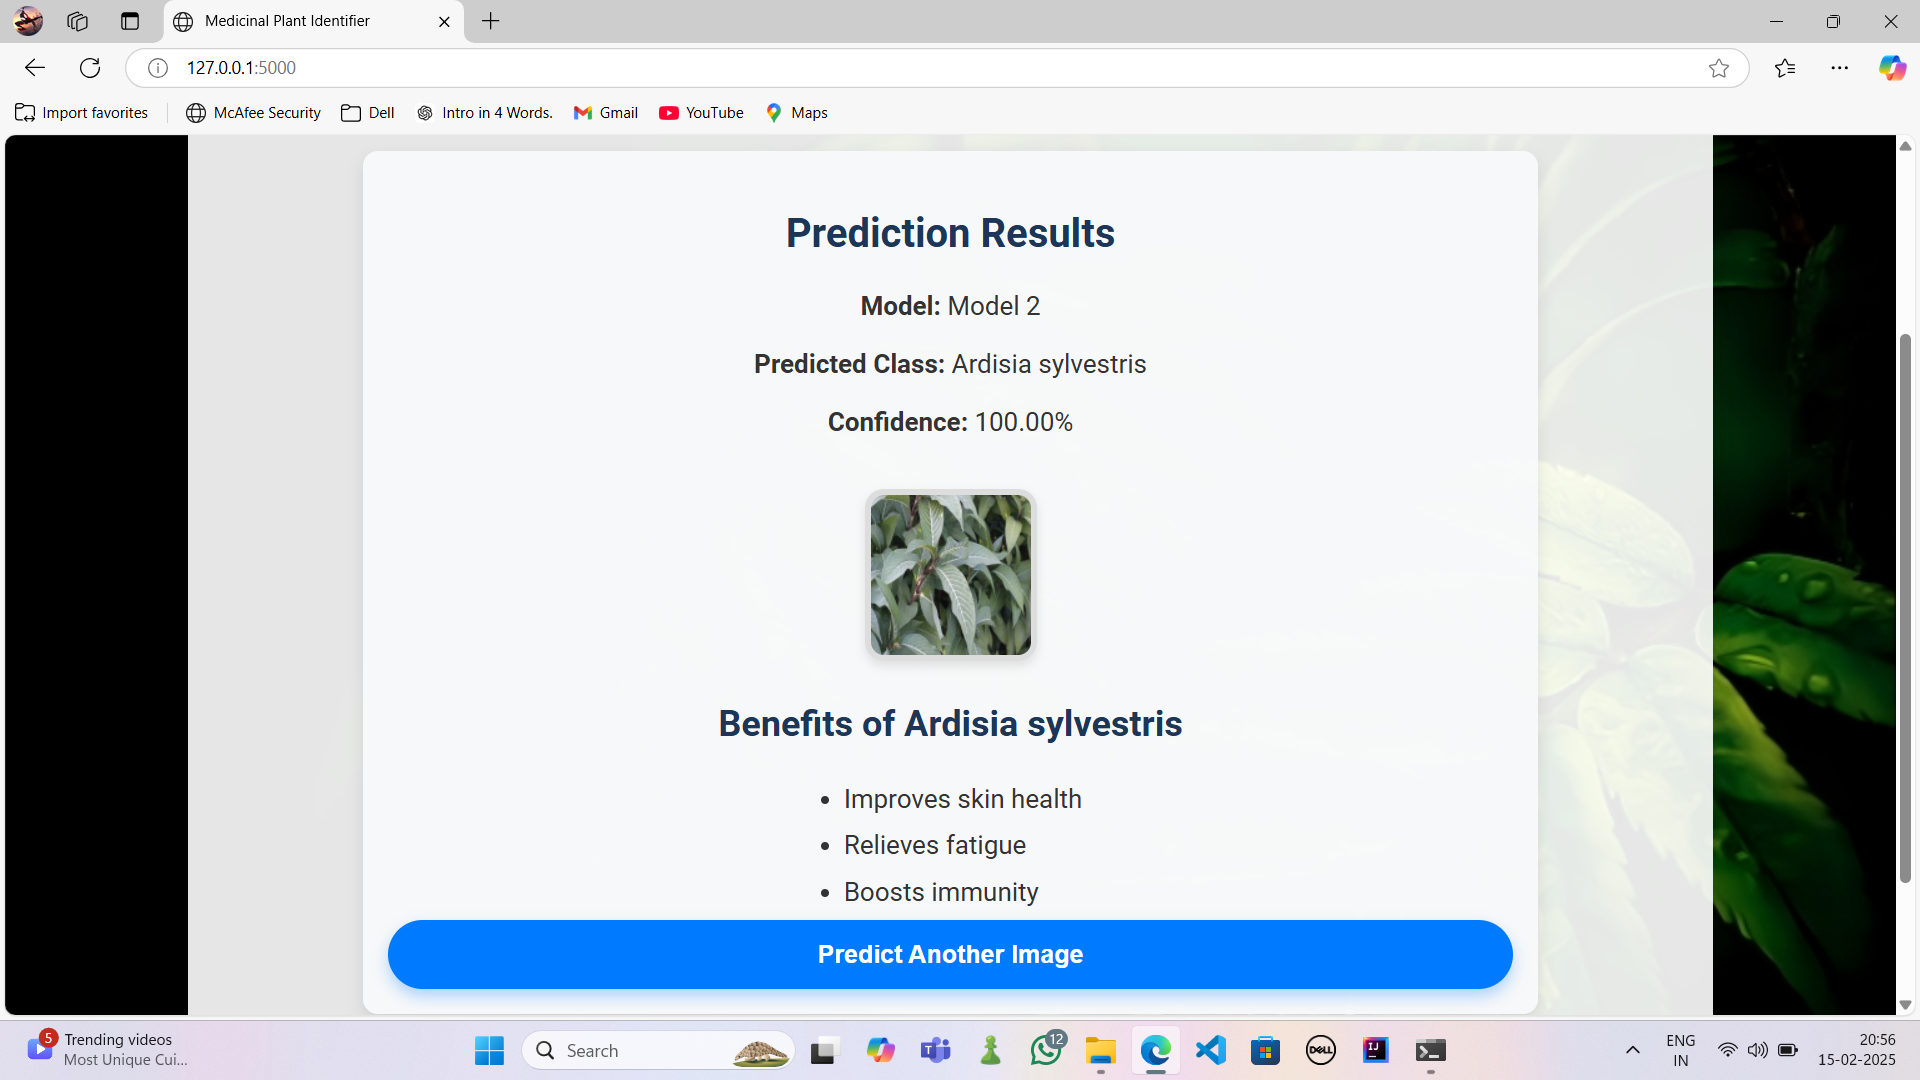 Medicinal Plant Identifier
127.0.0.1:5000
Import favorites
McAfee Security
Dell
Intro in 4 Words.
Gmail
YouTube
Maps
Prediction Results
Model: Model 2
Predicted Class: Ardisia sylvestris
Confidence: 100.00%
Benefits of Ardisia sylvestris
• Improves skin health
• Relieves fatigue
• Boosts immunity
Predict Another Image
5
Trending videos
Most Unique Cui...
Search
12
DELL
IJ
ENG
IN
20:56
15-02-2025